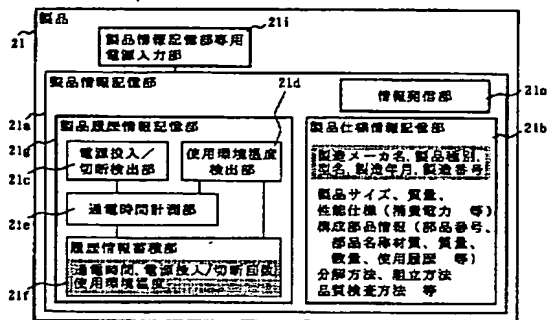 製品
21
21i
製品情報記憶部専用
電源入力部
製品情報記憶部
21a
21d
情報発信部
21o
製品履歴情報記憶部
21g
電源投入/
切断検出部
21c
使用環境温度
検出部
通電時間計測部
21e
履歴情報蓄積部
通電時間、電源投入/切断回数
使用環境温度
21f
製品仕様情報記憶部
21b
製造メーカ名、製品種別、
型名、製造年月、製造番号
製品サイズ、質量、
性能仕様（消費電力 等）
構成部品情報（部品番号、
部品名称材質、質量、
数量、使用履歴 等）
分解方法、組立方法
品質検査方法 等